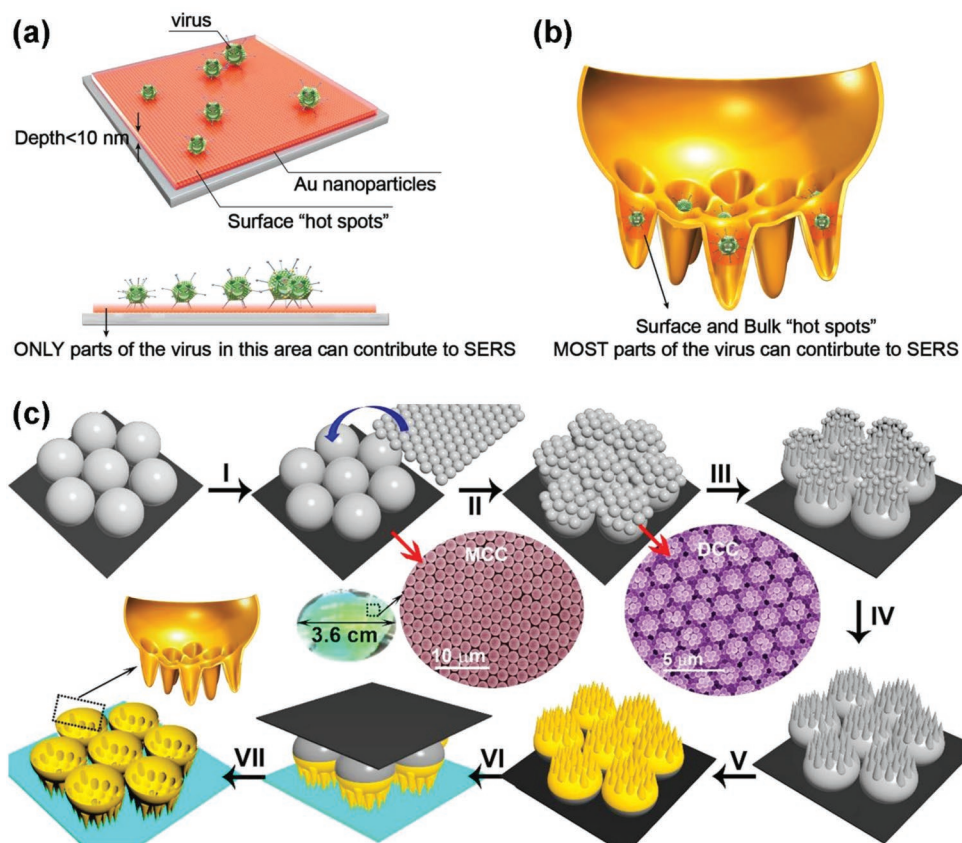 (a)
virus
Depth<10 nm
Au nanoparticles
Surface “hot spots”
ONLY parts of the virus in this area can contribute to SERS
(b)
Surface and Bulk “hot spots”
MOST parts of the virus can contirbute to SERS
(c)
I
II
III
MCC
DCC
3.6 cm
10 μm
5 μm
IV
VII
VI
V